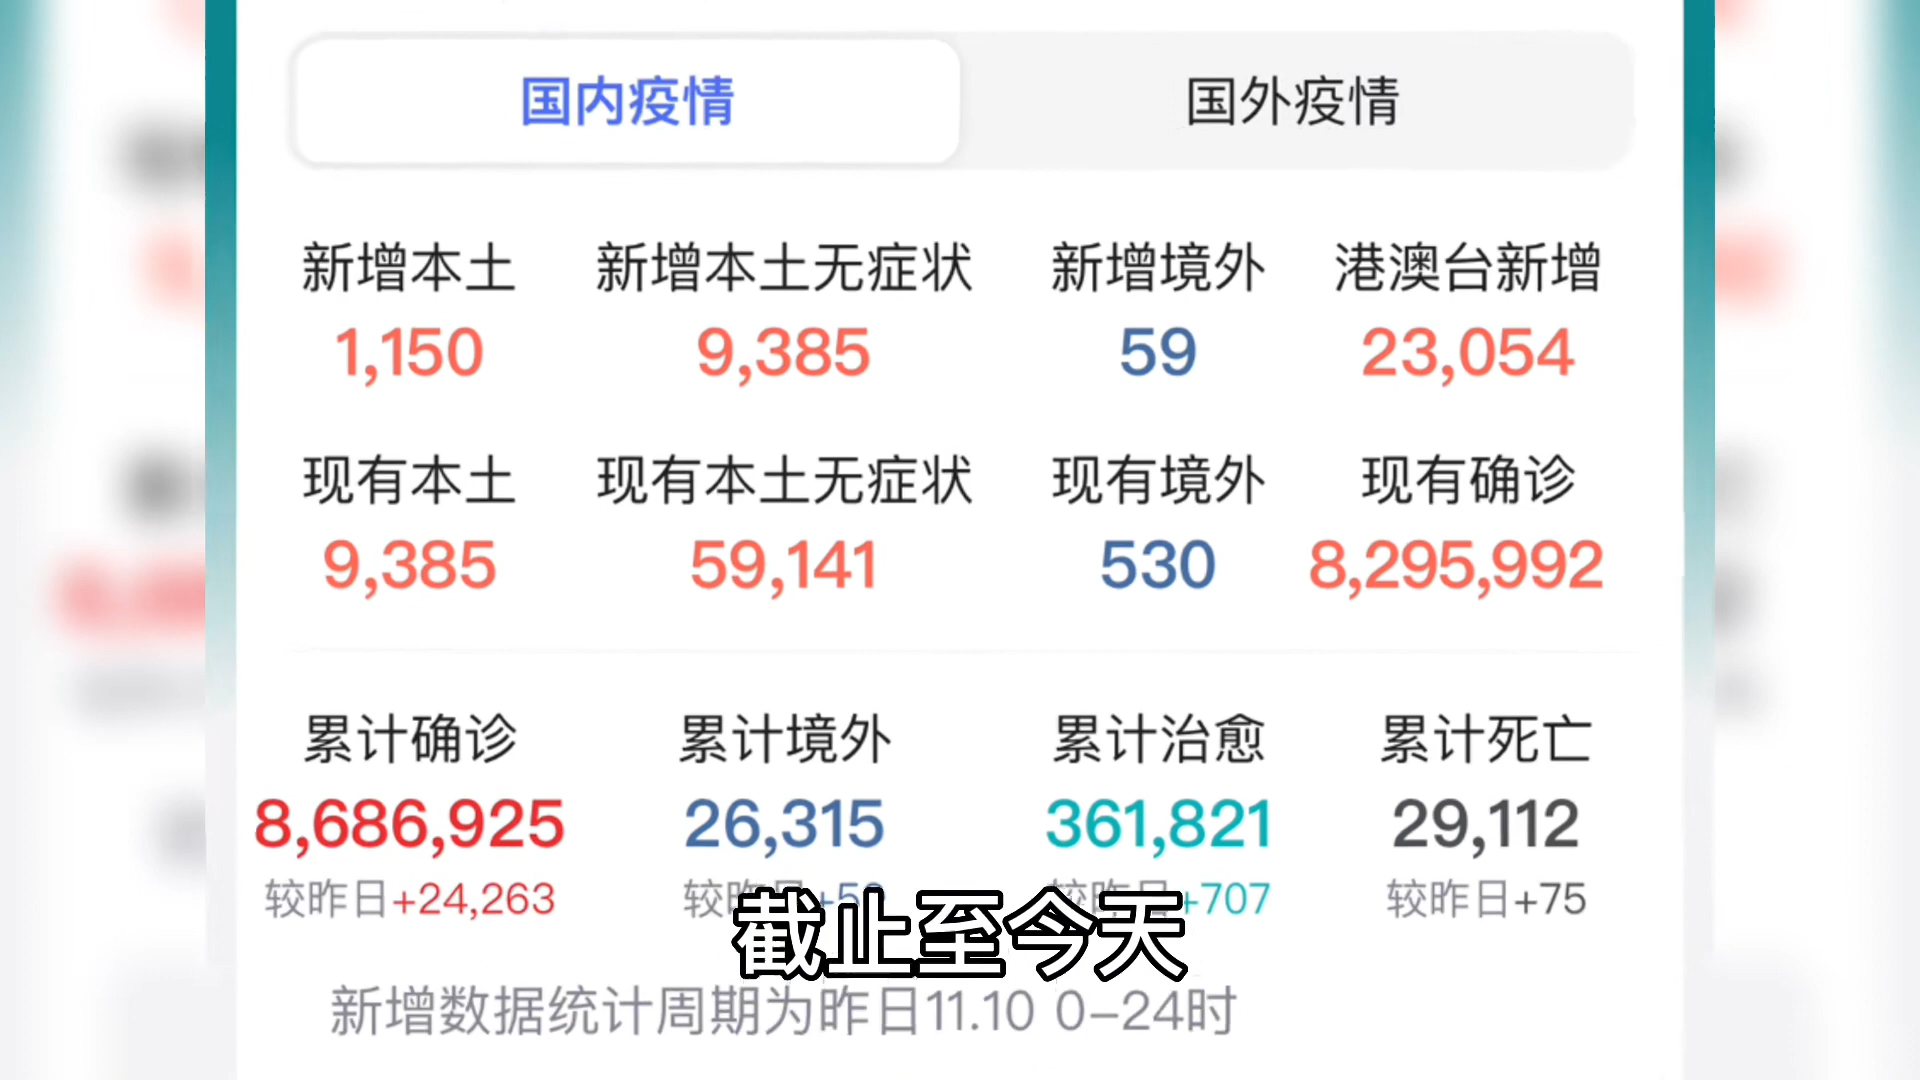 国内疫情 国外疫情
新增本土 新增本土无症状 新增境外 港澳台新增
1,150 9,385 59 23,054
现有本土 现有本土无症状 现有境外 现有确诊
9,385 59,141 530 8,295,992
累计确诊 累计境外 累计治愈 累计死亡
8,686,925 26,315 361,821 29,112
较昨日+24,263 较昨日 较昨日+707 较昨日+75
截止至今天
新增数据统计周期为昨日11.10 0-24时